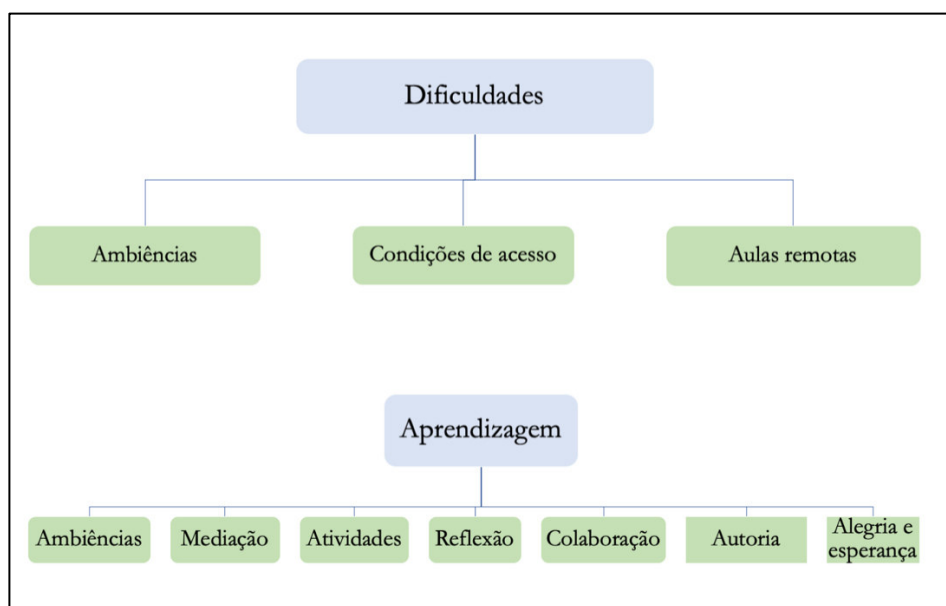 Dificuldades
Ambiências
Condições de acesso
Aulas remotas
Aprendizagem
Ambiências
Mediação
Atividades
Reflexão
Colaboração
Autoria
Alegria e
esperança